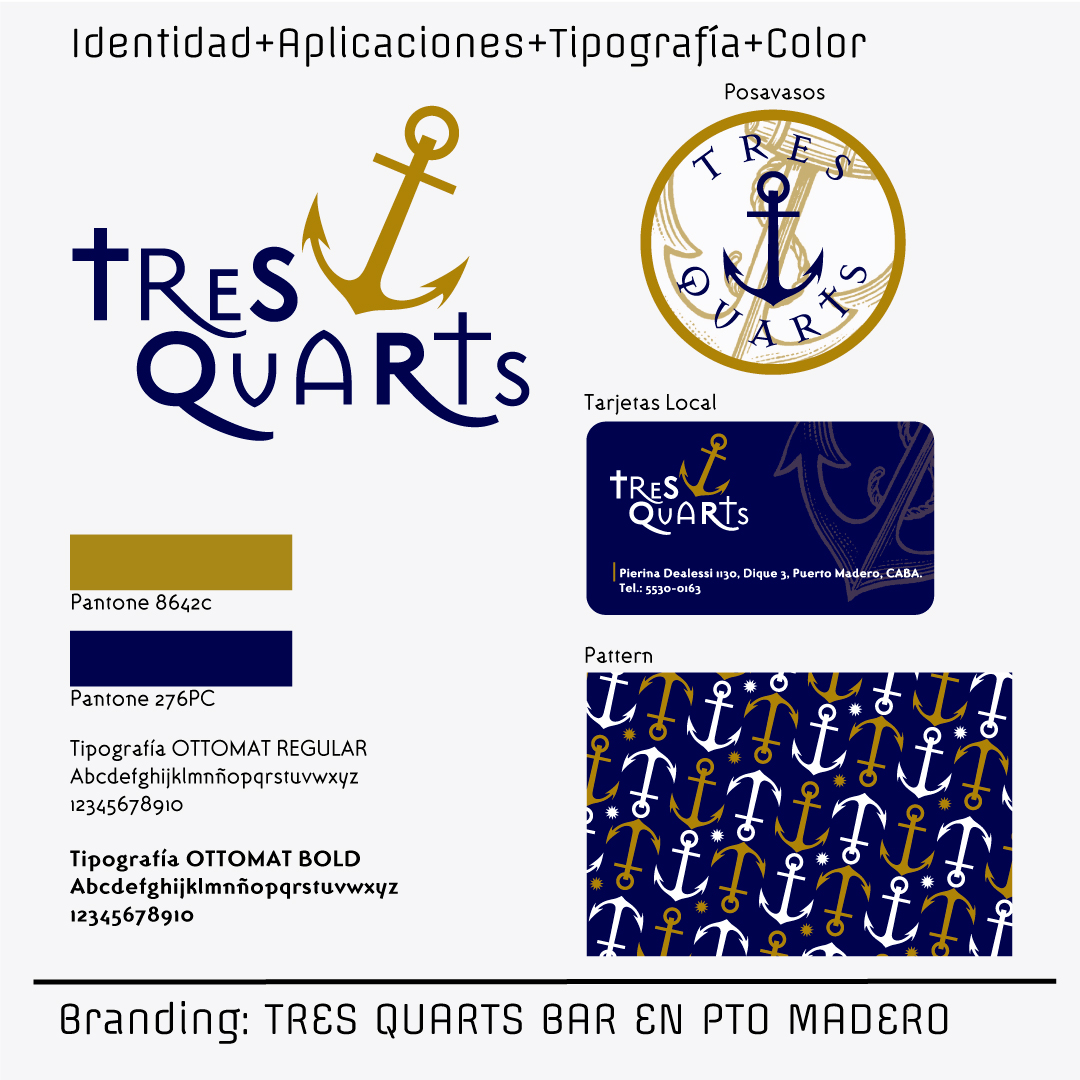 Identidad+Aplicaciones+Tipografía+Color
TRES
QUARTS
Pantone 8642c
Pantone 276PC
Tipografía OTTOMAT REGULAR
Abcdefghijklmnñopqrstuvwxyz
12345678910
Tipografía OTTOMAT BOLD
Abcdefghijklmnñopqrstuvwxyz
12345678910
Posavasos
TRES
QUARTS
Tarjetas Local
TRES
QUARTS
Pierina Dealessi 1130, Dique 3, Puerto Madero, CABA.
Tel.: 5530-0163
Pattern
Branding: TRES QUARTS BAR EN PTO MADERO